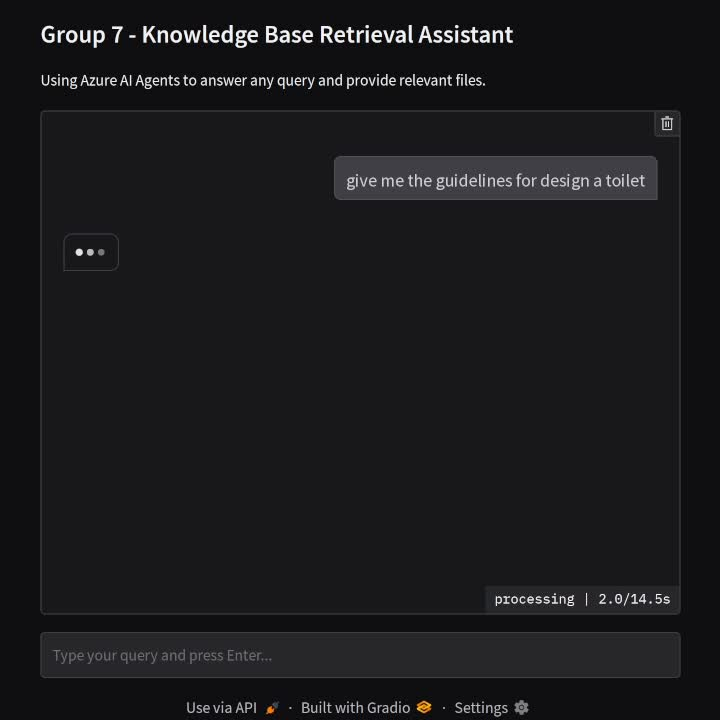 Group 7 - Knowledge Base Retrieval Assistant
Using Azure AI Agents to answer any query and provide relevant files.
give me the guidelines for design a toilet
processing | 2.0/14.5s
Type your query and press Enter...
Use via API · Built with Gradio · Settings